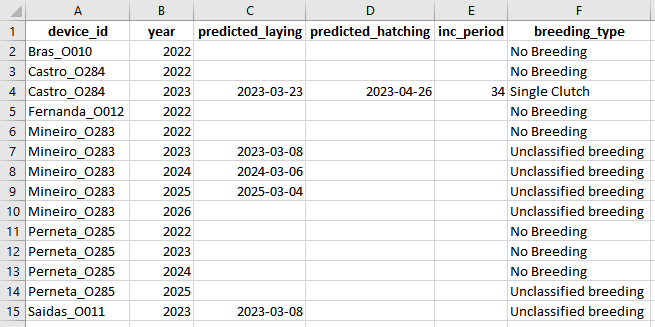 A B C D E F
1 device_id year predicted_laying predicted_hatching inc_period breeding_type
2 Bras_O010 2022 No Breeding
3 Castro_O284 2022 No Breeding
4 Castro_O284 2023 2023-03-23 2023-04-26 34 Single Clutch
5 Fernanda_O012 2022 No Breeding
6 Mineiro_O283 2022 No Breeding
7 Mineiro_O283 2023 2023-03-08 Unclassified breeding
8 Mineiro_O283 2024 2024-03-06 Unclassified breeding
9 Mineiro_O283 2025 2025-03-04 Unclassified breeding
10 Mineiro_O283 2026 Unclassified breeding
11 Perneta_O285 2022 No Breeding
12 Perneta_O285 2023 No Breeding
13 Perneta_O285 2024 No Breeding
14 Perneta_O285 2025 Unclassified breeding
15 Saidas_O011 2023 2023-03-08 Unclassified breeding